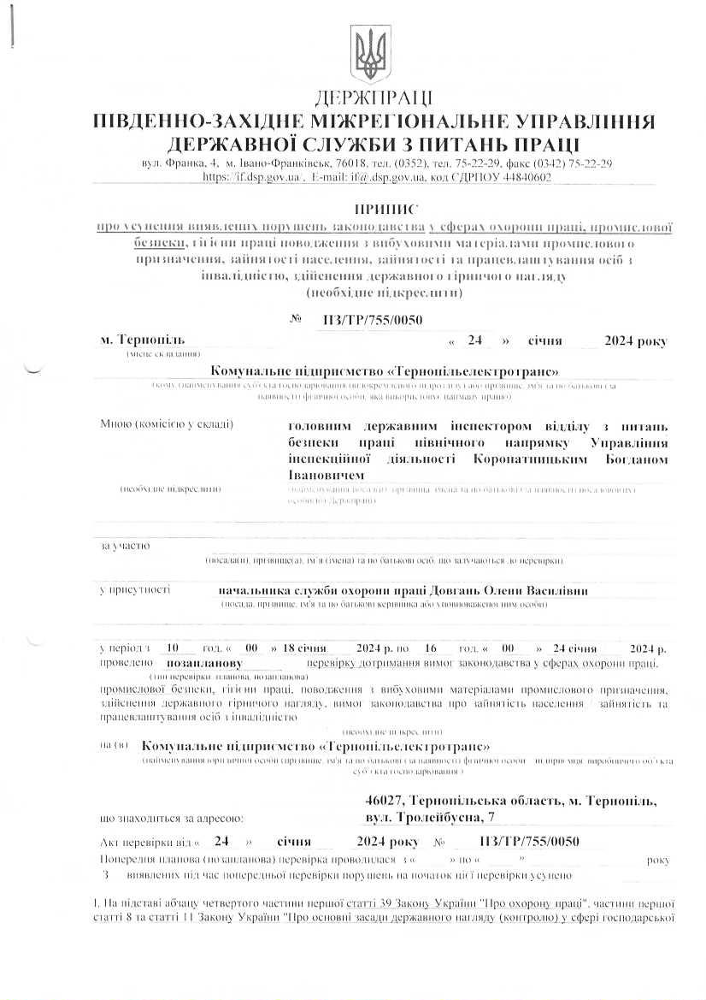 ДЕРЖПРАЦІ
ПІВДЕННО-ЗАХІДНЕ МІЖРЕГІОНАЛЬНЕ УПРАВЛІННЯ
ДЕРЖАВНОЇ СЛУЖБИ З ПИТАНЬ ПРАЦІ
вул. Франка, 4, м. Івано-Франківськ, 76018, тел. (0352), тел. 75-22-29, факс (0342) 75-22-29
https://if.dsp.gov.ua/, E-mail: if@.dsp.gov.ua, код ЄДРПОУ 44840602
ПРИПИС
про усунення виявлених порушень законодавства у сферах охорони праці, промислової
безпеки, гігієни праці поводження з вибуховими матеріалами промислового
призначення, зайнятості населення, зайнятості та працевлаштування осіб з
інвалідністю, здійснення державного гірничого нагляду
(необхідне підкреслити)
№ ПЗ/ТР/755/0050
м. Тернопіль « 24 » січня 2024 року
(місце складання)
Комунальне підприємство «Тернопільелектротранс»
(кому (найменування суб'єкта господарювання (відокремленого підрозділу) або прізвище, ім'я та по батькові (за
наявності) фізичної особи, яка використовує найману працю)
Мною (комісією у складі) головним державним інспектором відділу з питань
безпеки праці північного напрямку Управління
інспекційної діяльності Коропатницьким Богданом
Івановичем
(необхідне підкреслити) (найменування посад(и), прізвища, імена та по батькові (за наявності) посадових(ї)
особи(іб) Держпраці)
за участю
(посада(и), прізвище(а), ім'я (імена) та по батькові осіб, що залучаються до перевірки)
у присутності начальника служби охорони праці Довгань Олени Василівни
(посада, прізвище, ім'я та по батькові керівника або уповноваженої ним особи)
у період з 10 год. « 00 » 18 січня 2024 р. по 16 год. « 00 » 24 січня 2024 р.
проведено позапланову перевірку дотримання вимог законодавства у сферах охорони праці,
(тип перевірки: планова, позапланова)
промислової безпеки, гігієни праці, поводження з вибуховими матеріалами промислового призначення,
здійснення державного гірничого нагляду, вимог законодавства про зайнятість населення / зайнятість та
працевлаштування осіб з інвалідністю
(необхідне підкреслити)
на (в) Комунальне підприємство «Тернопільелектротранс»
(найменування юридичної особи (прізвище, ім'я та по батькові (за наявності) фізичної особи – підприємця, виробничого об'єкта
суб'єкта господарювання)
46027, Тернопільська область, м. Тернопіль,
що знаходиться за адресою: вул. Тролейбусна, 7
Акт перевірки від « 24 » січня 2024 року № ПЗ/ТР/755/0050
Попередня планова (позапланова) перевірка проводилася з « » по « » року
З виявлених під час попередньої перевірки порушень на початок цієї перевірки усунено
І. На підставі абзацу четвертого частини першої статті 39 Закону України "Про охорону праці", частини першої
статті 8 та статті 11 Закону України "Про основні засади державного нагляду (контролю) у сфері господарської